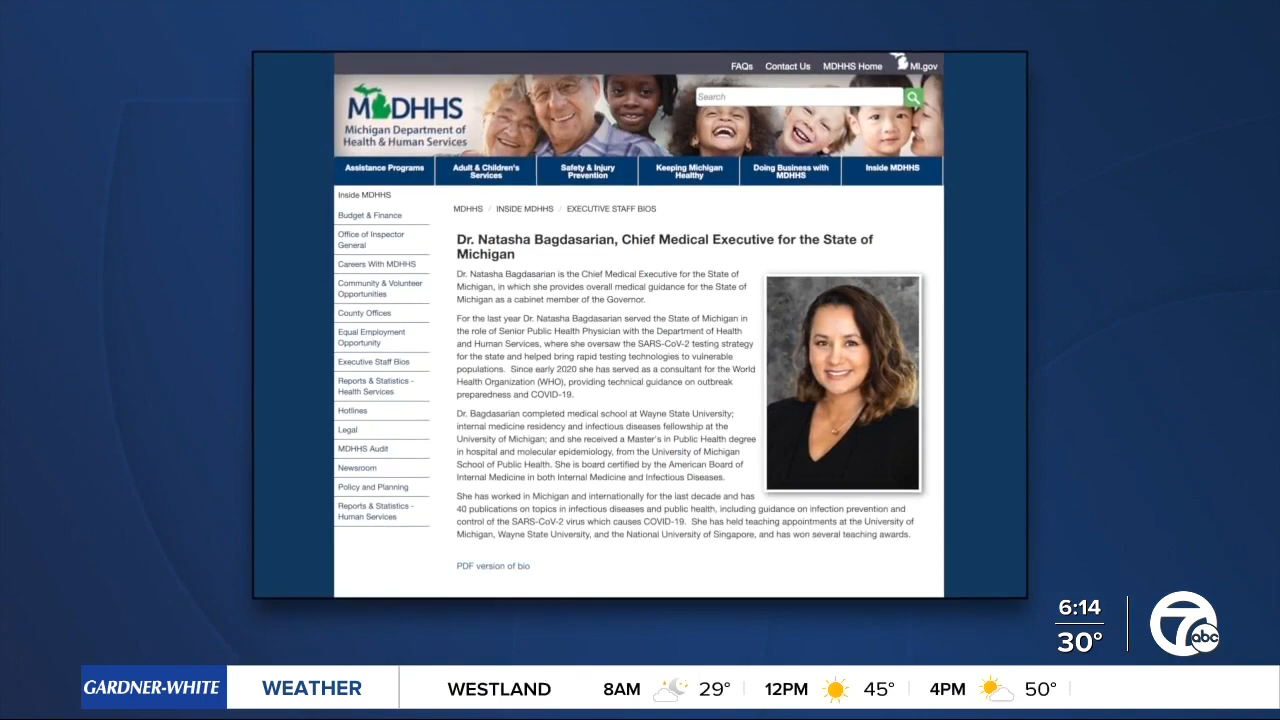 FAQs Contact Us MDHHS Home MI.gov
MDHHS
Search
Michigan Department of
Health & Human Services
Assistance Programs
Adult & Children's
Services
Safety & Injury
Prevention
Keeping Michigan
Healthy
Doing Business with
MDHHS
Inside MDHHS
Inside MDHHS
Budget & Finance
Office of Inspector
General
Careers With MDHHS
Community & Volunteer
Opportunities
County Offices
Equal Employment
Opportunity
Executive Staff Bios
Reports & Statistics -
Health Services
Hotlines
Legal
MDHHS Audit
Newsroom
Policy and Planning
Reports & Statistics -
Human Services
MDHHS / INSIDE MDHHS / EXECUTIVE STAFF BIOS
Dr. Natasha Bagdasarian, Chief Medical Executive for the State of
Michigan
Dr. Natasha Bagdasarian is the Chief Medical Executive for the State of
Michigan, in which she provides overall medical guidance for the State of
Michigan as a cabinet member of the Governor.
For the last year Dr. Natasha Bagdasarian served the State of Michigan in
the role of Senior Public Health Physician with the Department of Health
and Human Services, where she oversaw the SARS-CoV-2 testing strategy
for the state and helped bring rapid testing technologies to vulnerable
populations. Since early 2020 she has served as a consultant for the World
Health Organization (WHO), providing technical guidance on outbreak
preparedness and COVID-19.
Dr. Bagdasarian completed medical school at Wayne State University;
internal medicine residency and infectious diseases fellowship at the
University of Michigan; and she received a Master's in Public Health degree
in hospital and molecular epidemiology, from the University of Michigan
School of Public Health. She is board certified by the American Board of
Internal Medicine in both Internal Medicine and Infectious Diseases.
She has worked in Michigan and internationally for the last decade and has
40 publications on topics in infectious diseases and public health, including guidance on infection prevention and
control of the SARS-CoV-2 virus which causes COVID-19. She has held teaching appointments at the University of
Michigan, Wayne State University, and the National University of Singapore, and has won several teaching awards.
PDF version of bio
6:14
30°
7 abc
GARDNER-WHITE WEATHER WESTLAND 8AM 29° 12PM 45° 4PM 50°